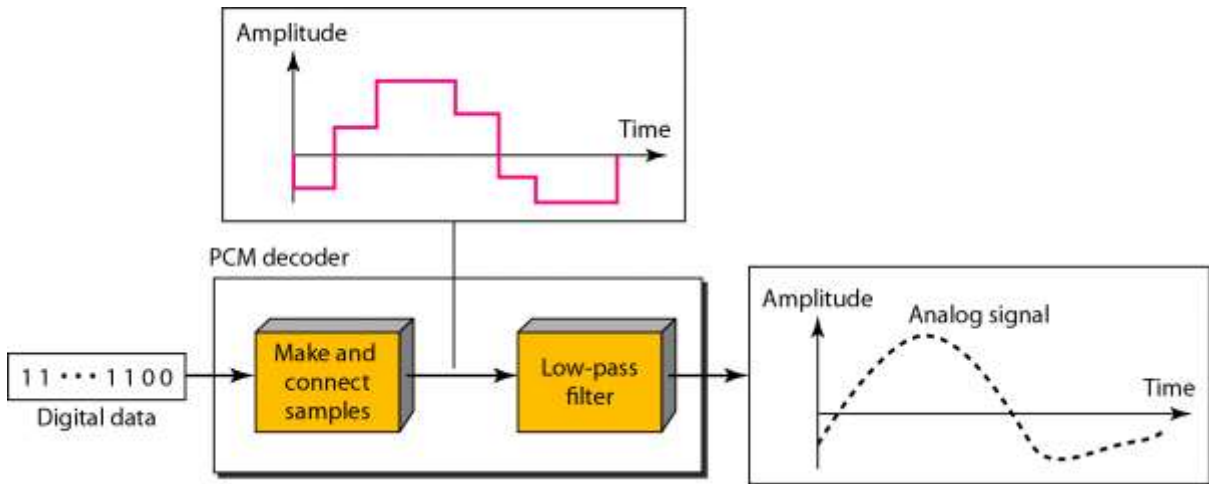 Amplitude
Time
PCM decoder
Make and
connect
samples
Low-pass
filter
11 ••• 1100
Digital data
Amplitude
Analog signal
Time